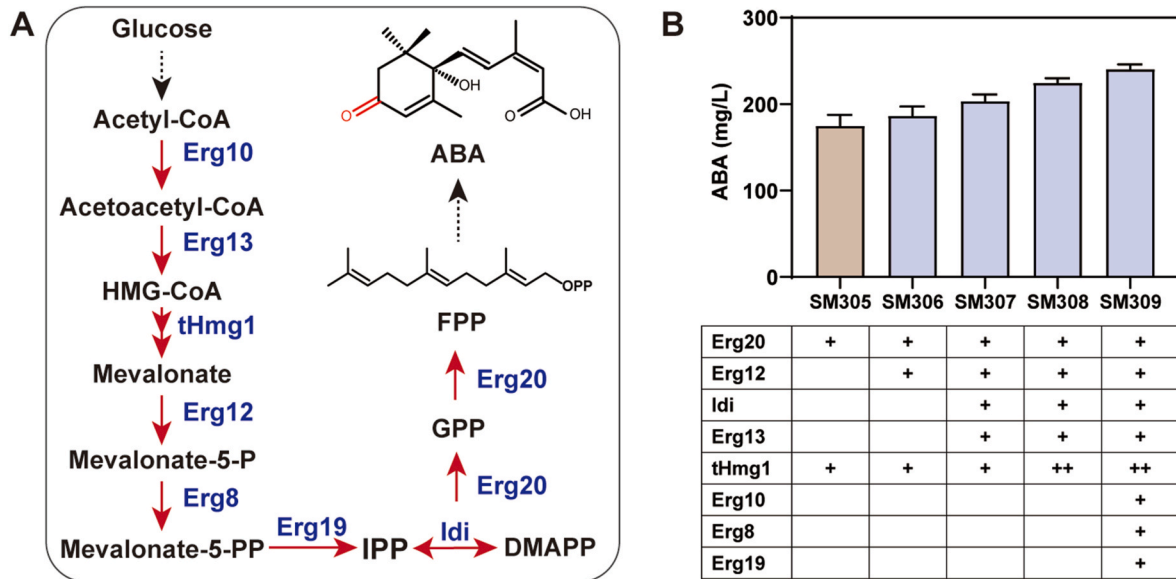 A
Glucose
Acetyl-CoA
Erg10
Acetoacetyl-CoA
Erg13
HMG-CoA
tHmg1
Mevalonate
Erg12
Mevalonate-5-P
Erg8
Mevalonate-5-PP
Erg19
IPP
Idi
DMAPP
Erg20
GPP
Erg20
FPP
OPP
ABA
O
OH
O
OH
B
ABA (mg/L)
300
200
100
0
SM305 SM306 SM307 SM308 SM309
Erg20 + + + + +
Erg12 + + + +
Idi + + +
Erg13 + + +
tHmg1 + + + ++ ++
Erg10 +
Erg8 +
Erg19 +